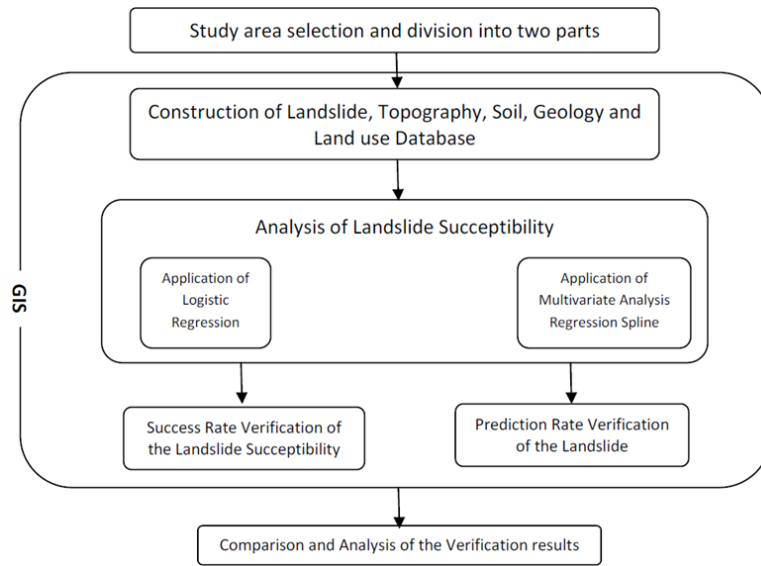 Study area selection and division into two parts
Construction of Landslide, Topography, Soil, Geology and
Land use Database
Analysis of Landslide Succeptibility
Application of
Logistic
Regression
Application of
Multivariate Analysis
Regression Spline
GIS
Success Rate Verification of
the Landslide Succeptibility
Prediction Rate Verification
of the Landslide
Comparison and Analysis of the Verification results